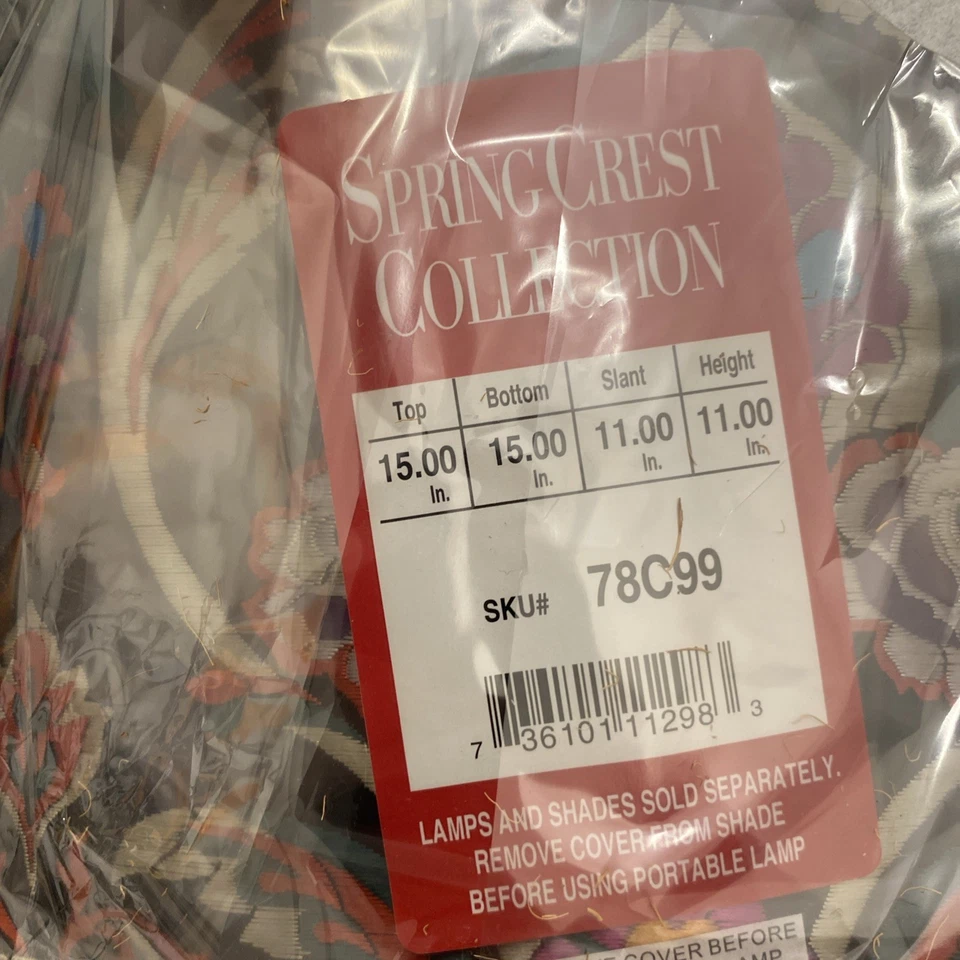 SPRING CREST
COLLECTION
Top Bottom Slant Height
15.00 15.00 11.00 11.00
In. In. In. In.
SKU# 78C99
7 36101 11298 3
LAMPS AND SHADES SOLD SEPARATELY.
REMOVE COVER FROM SHADE
BEFORE USING PORTABLE LAMP
COVER BEFORE
LAMP